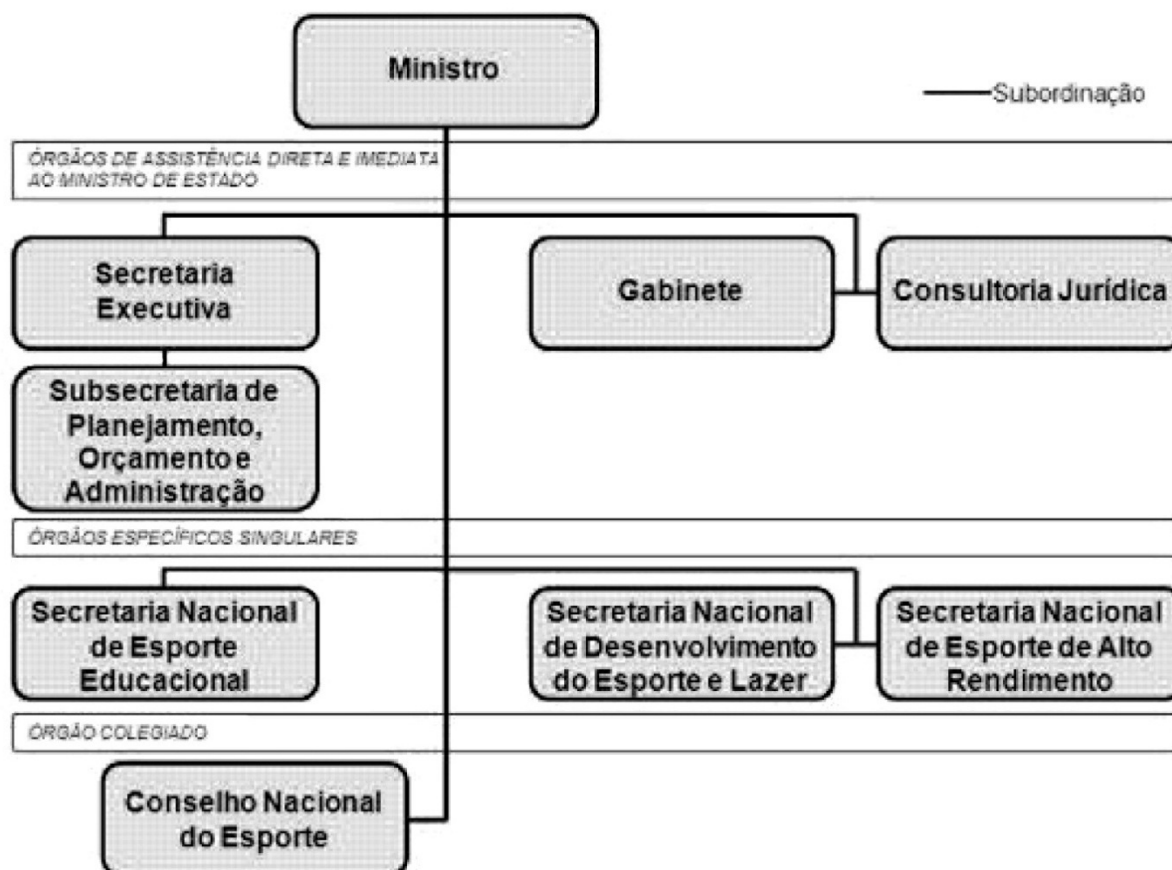 Ministro
Subordinação
ÓRGÃOS DE ASSISTÊNCIA DIRETA E IMEDIATA
AO MINISTRO DE ESTADO
Secretaria
Executiva
Gabinete
Consultoria Jurídica
Subsecretaria de
Planejamento,
Orçamento e
Administração
ÓRGÃOS ESPECÍFICOS SINGULARES
Secretaria Nacional
de Esporte
Educacional
Secretaria Nacional
de Desenvolvimento
do Esporte e Lazer
Secretaria Nacional
de Esporte de Alto
Rendimento
ÓRGÃO COLEGIADO
Conselho Nacional
do Esporte